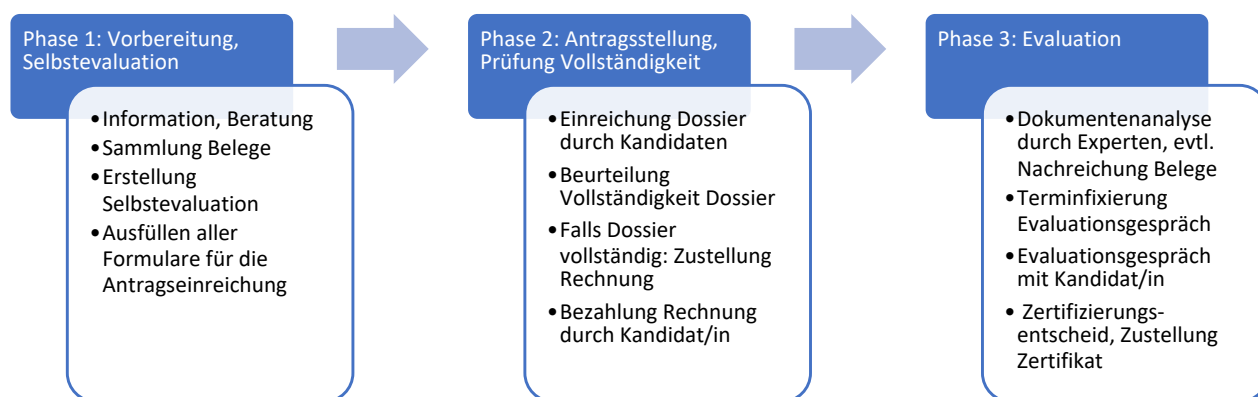 Phase 1: Vorbereitung,
Selbstevaluation
•Information, Beratung
•Sammlung Belege
•Erstellung
Selbstevaluation
•Ausfüllen aller
Formulare für die
Antragseinreichung
Phase 2: Antragsstellung,
Prüfung Vollständigkeit
•Einreichung Dossier
durch Kandidaten
•Beurteilung
Vollständigkeit Dossier
•Falls Dossier
vollständig: Zustellung
Rechnung
•Bezahlung Rechnung
durch Kandidat/in
Phase 3: Evaluation
•Dokumentenanalyse
durch Experten, evtl.
Nachreichung Belege
•Terminfixierung
Evaluationsgespräch
•Evaluationsgespräch
mit Kandidat/in
• Zertifizierungs-
entscheid, Zustellung
Zertifikat